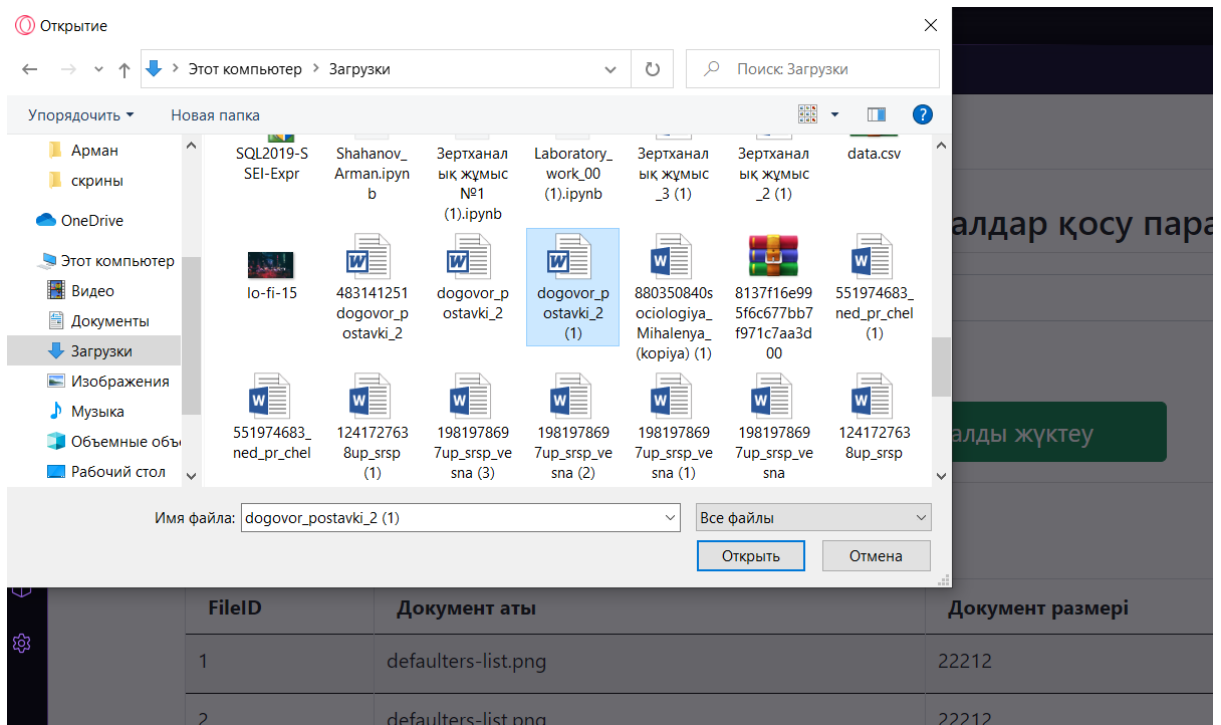 Открытие
Этот компьютер > Загрузки
Поиск: Загрузки
Упорядочить
Новая папка
Арман
скрины
OneDrive
Этот компьютер
Видео
Документы
Загрузки
Изображения
Музыка
Объемные объе
Рабочий стол
SQL2019-S
SEI-Expr
Shahanov_
Arman.ipyn
b
Зертханал
ық жұмыс
№1
(1).ipynb
Laboratory_
work_00
(1).ipynb
Зертханал
ық жұмыс
_3 (1)
Зертханал
ық жұмыс
_2 (1)
data.csv
lo-fi-15
483141251
dogovor_p
ostavki_2
dogovor_p
ostavki_2
dogovor_p
ostavki_2
(1)
880350840s
ociologiya_
Mihalenya_
(kopiya) (1)
8137f16e99
5f6c677bb7
f971c7aa3d
00
551974683_
ned_pr_chel
(1)
551974683_
ned_pr_chel
124172763
8up_srsp
(1)
198197869
7up_srsp_ve
sna (3)
198197869
7up_srsp_ve
sna (2)
198197869
7up_srsp_ve
sna (1)
198197869
7up_srsp_ve
sna
124172763
8up_srsp
Имя файла: dogovor_postavki_2 (1)
Все файлы
Открыть
Отмена
алдар қосу пара
алды жүктеу
FileID Документ аты Документ размері
1 defaulters-list.png 22212
2 defaulters-list.png 22212